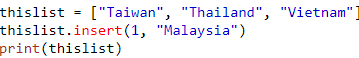 thislist = ["Taiwan", "Thailand", "Vietnam"]
thislist.insert(1, "Malaysia")
print(thislist)